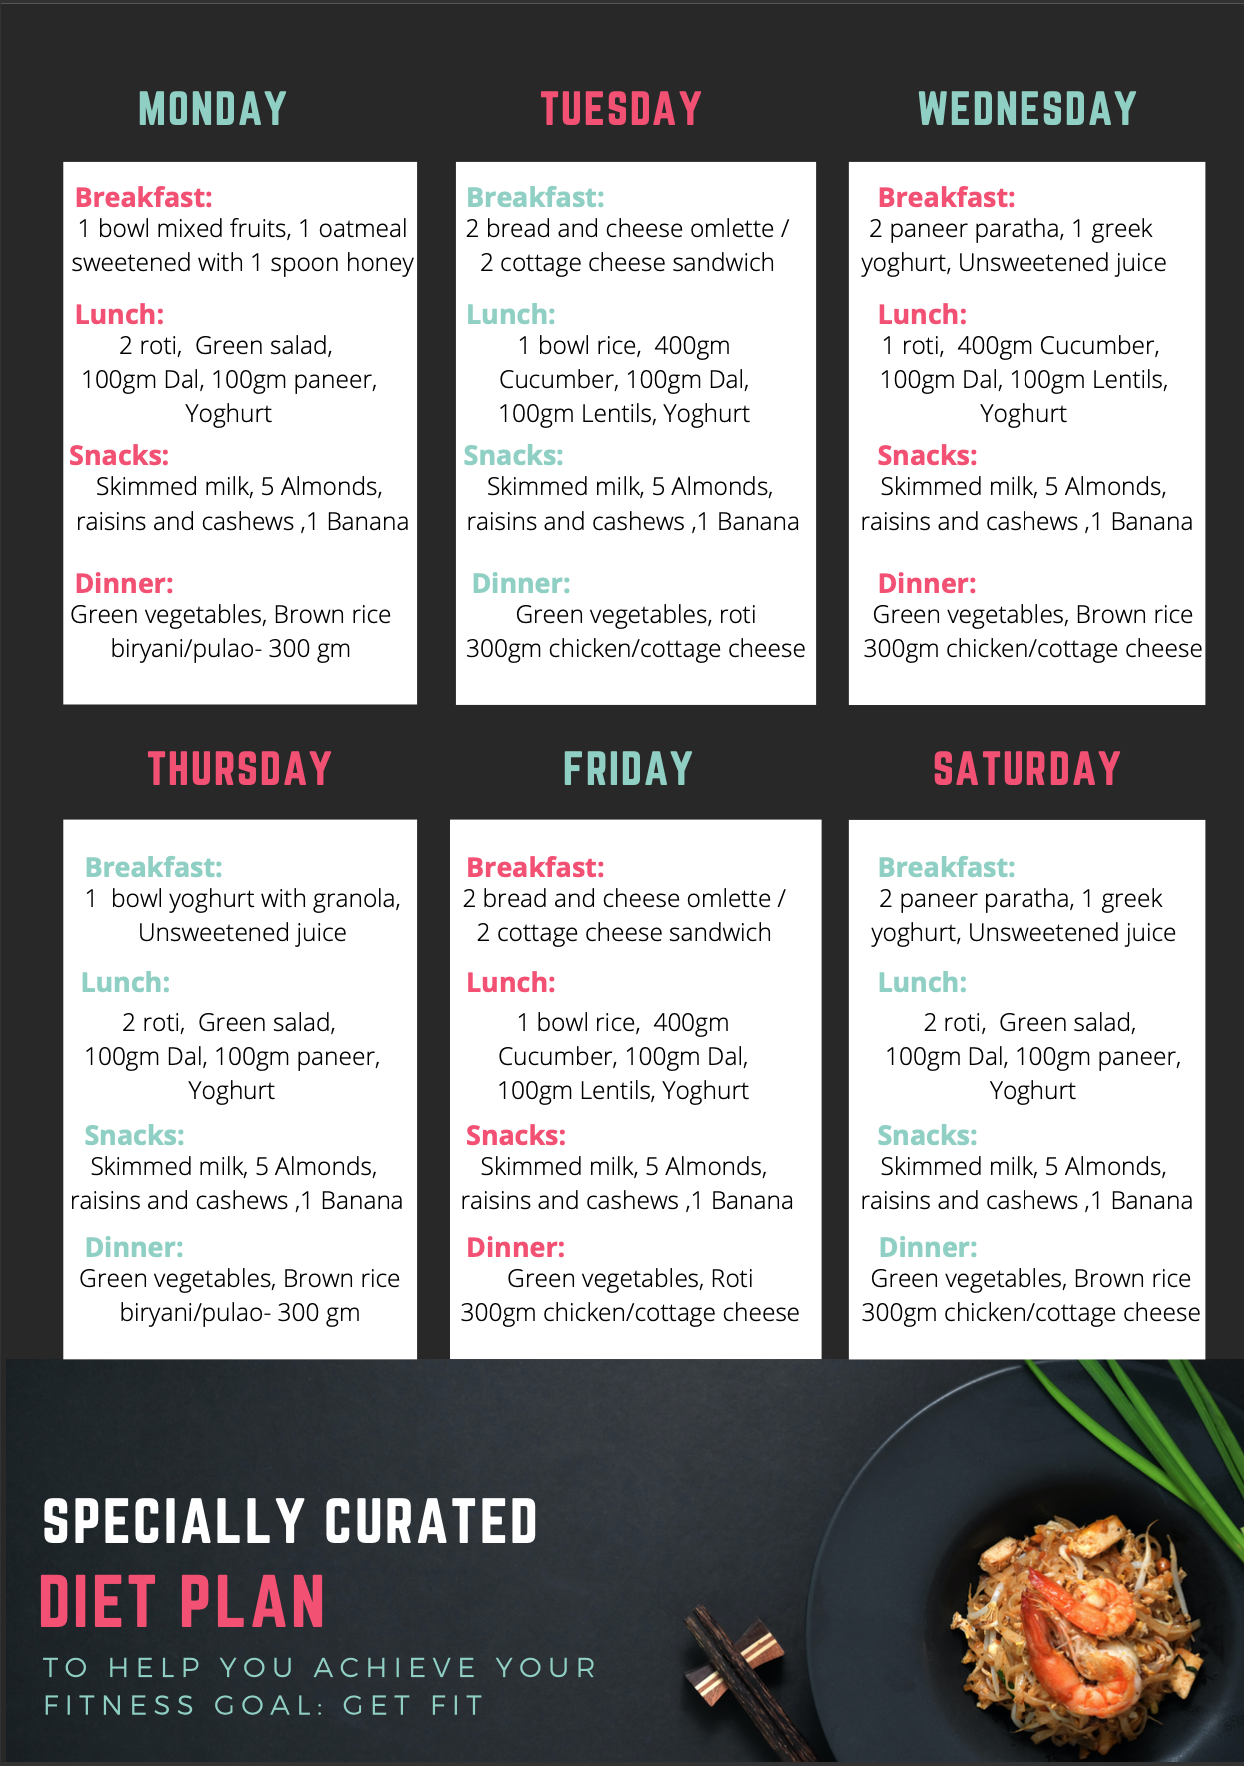 MONDAY
Breakfast:
1 bowl mixed fruits, 1 oatmeal
sweetened with 1 spoon honey
Lunch:
2 roti, Green salad,
100gm Dal, 100gm paneer,
Yoghurt
Snacks:
Skimmed milk, 5 Almonds,
raisins and cashews ,1 Banana
Dinner:
Green vegetables, Brown rice
biryani/pulao- 300 gm
TUESDAY
Breakfast:
2 bread and cheese omlette /
2 cottage cheese sandwich
Lunch:
1 bowl rice, 400gm
Cucumber, 100gm Dal,
100gm Lentils, Yoghurt
Snacks:
Skimmed milk, 5 Almonds,
raisins and cashews ,1 Banana
Dinner:
Green vegetables, roti
300gm chicken/cottage cheese
WEDNESDAY
Breakfast:
2 paneer paratha, 1 greek
yoghurt, Unsweetened juice
Lunch:
1 roti, 400gm Cucumber,
100gm Dal, 100gm Lentils,
Yoghurt
Snacks:
Skimmed milk, 5 Almonds,
raisins and cashews ,1 Banana
Dinner:
Green vegetables, Brown rice
300gm chicken/cottage cheese
THURSDAY
Breakfast:
1 bowl yoghurt with granola,
Unsweetened juice
Lunch:
2 roti, Green salad,
100gm Dal, 100gm paneer,
Yoghurt
Snacks:
Skimmed milk, 5 Almonds,
raisins and cashews ,1 Banana
Dinner:
Green vegetables, Brown rice
biryani/pulao- 300 gm
FRIDAY
Breakfast:
2 bread and cheese omlette /
2 cottage cheese sandwich
Lunch:
1 bowl rice, 400gm
Cucumber, 100gm Dal,
100gm Lentils, Yoghurt
Snacks:
Skimmed milk, 5 Almonds,
raisins and cashews ,1 Banana
Dinner:
Green vegetables, Roti
300gm chicken/cottage cheese
SATURDAY
Breakfast:
2 paneer paratha, 1 greek
yoghurt, Unsweetened juice
Lunch:
2 roti, Green salad,
100gm Dal, 100gm paneer,
Yoghurt
Snacks:
Skimmed milk, 5 Almonds,
raisins and cashews ,1 Banana
Dinner:
Green vegetables, Brown rice
300gm chicken/cottage cheese
SPECIALLY CURATED
DIET PLAN
TO HELP YOU ACHIEVE YOUR
FITNESS GOAL: GET FIT